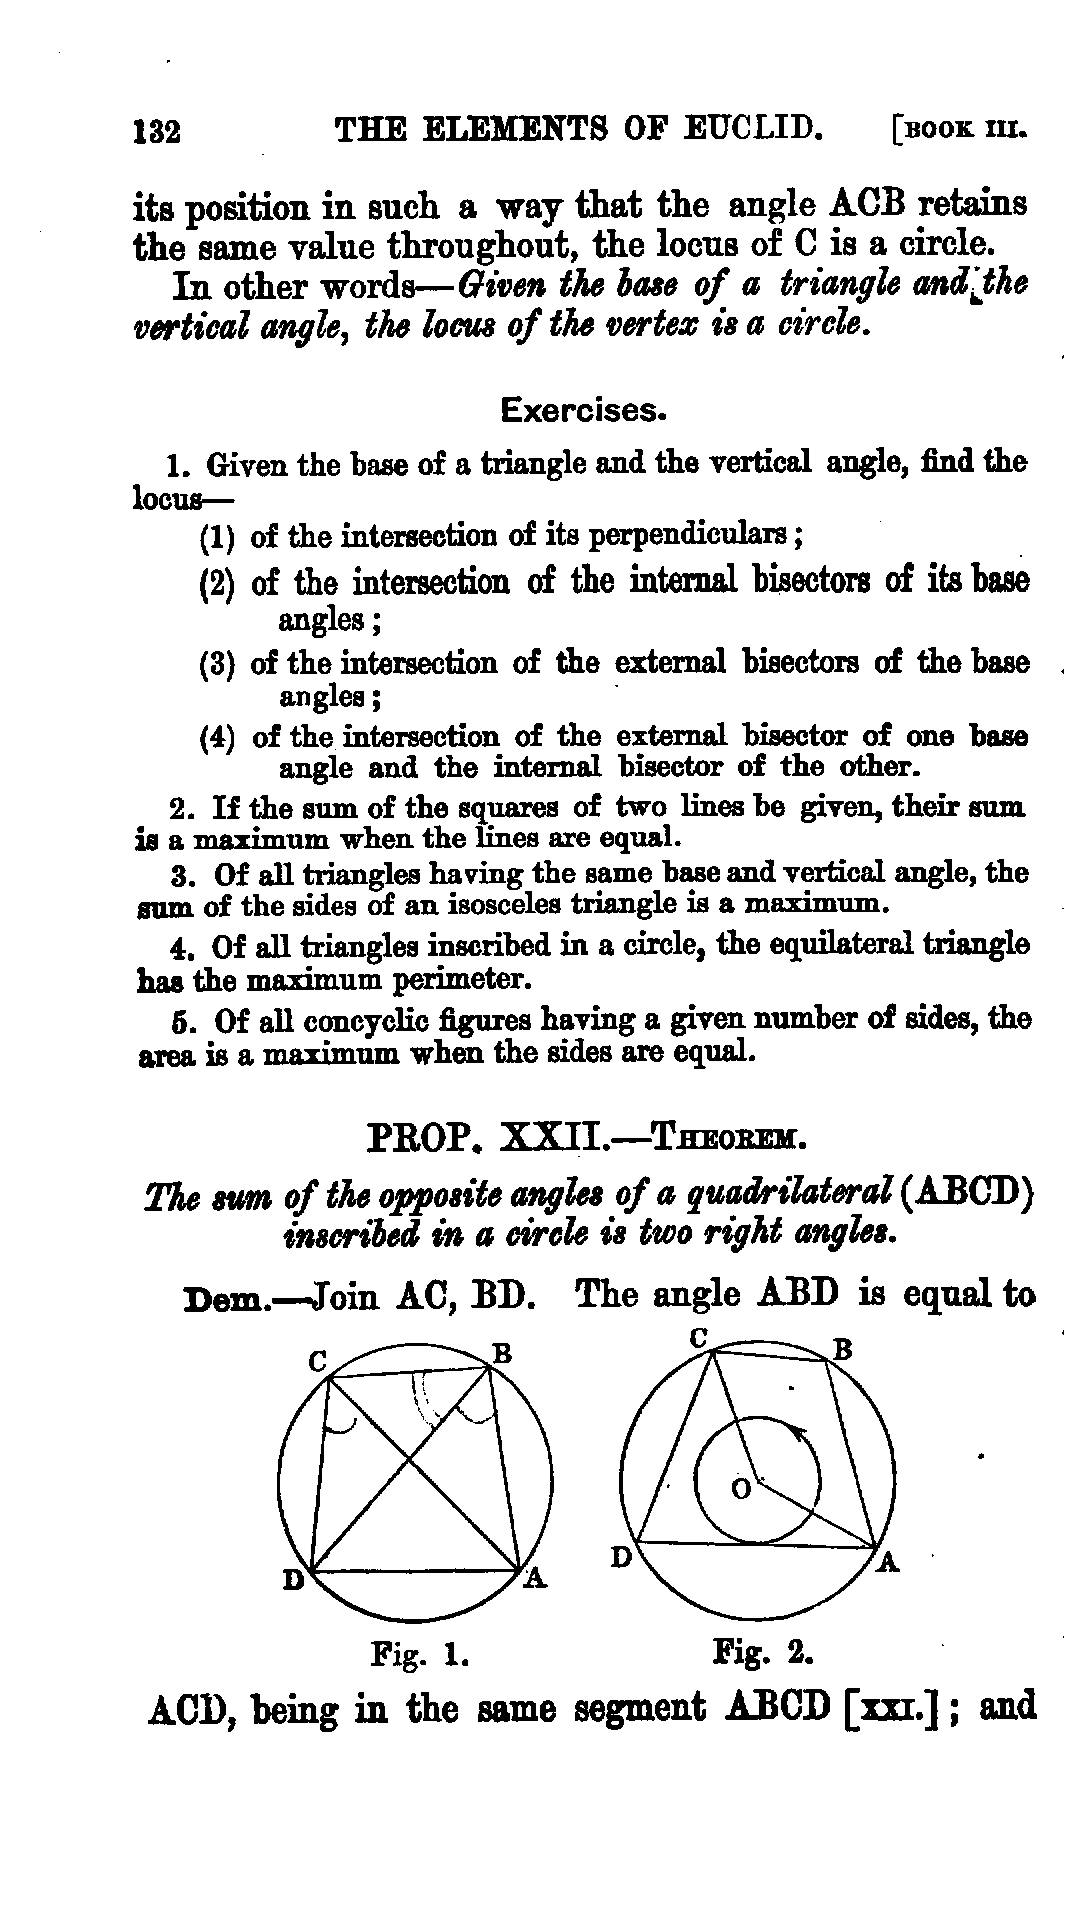 132 THE ELEMENTS OF EUCLID. [BOOK III.
its position in such a way that the angle ACB retains
the same value throughout, the locus of C is a circle.
In other words—Given the base of a triangle and the
vertical angle, the locus of the vertex is a circle.
Exercises.
1. Given the base of a triangle and the vertical angle, find the
locus—
(1) of the intersection of its perpendiculars;
(2) of the intersection of the internal bisectors of its base
angles;
(3) of the intersection of the external bisectors of the base
angles;
(4) of the intersection of the external bisector of one base
angle and the internal bisector of the other.
2. If the sum of the squares of two lines be given, their sum
is a maximum when the lines are equal.
3. Of all triangles having the same base and vertical angle, the
sum of the sides of an isosceles triangle is a maximum.
4. Of all triangles inscribed in a circle, the equilateral triangle
has the maximum perimeter.
5. Of all concyclic figures having a given number of sides, the
area is a maximum when the sides are equal.
PROP. XXII.—THEOREM.
The sum of the opposite angles of a quadrilateral (ABCD)
inscribed in a circle is two right angles.
Dem.—Join AC, BD. The angle ABD is equal to
C B C B
O
D A D A
Fig. 1. Fig. 2.
ACD, being in the same segment ABCD [XXI.]; and